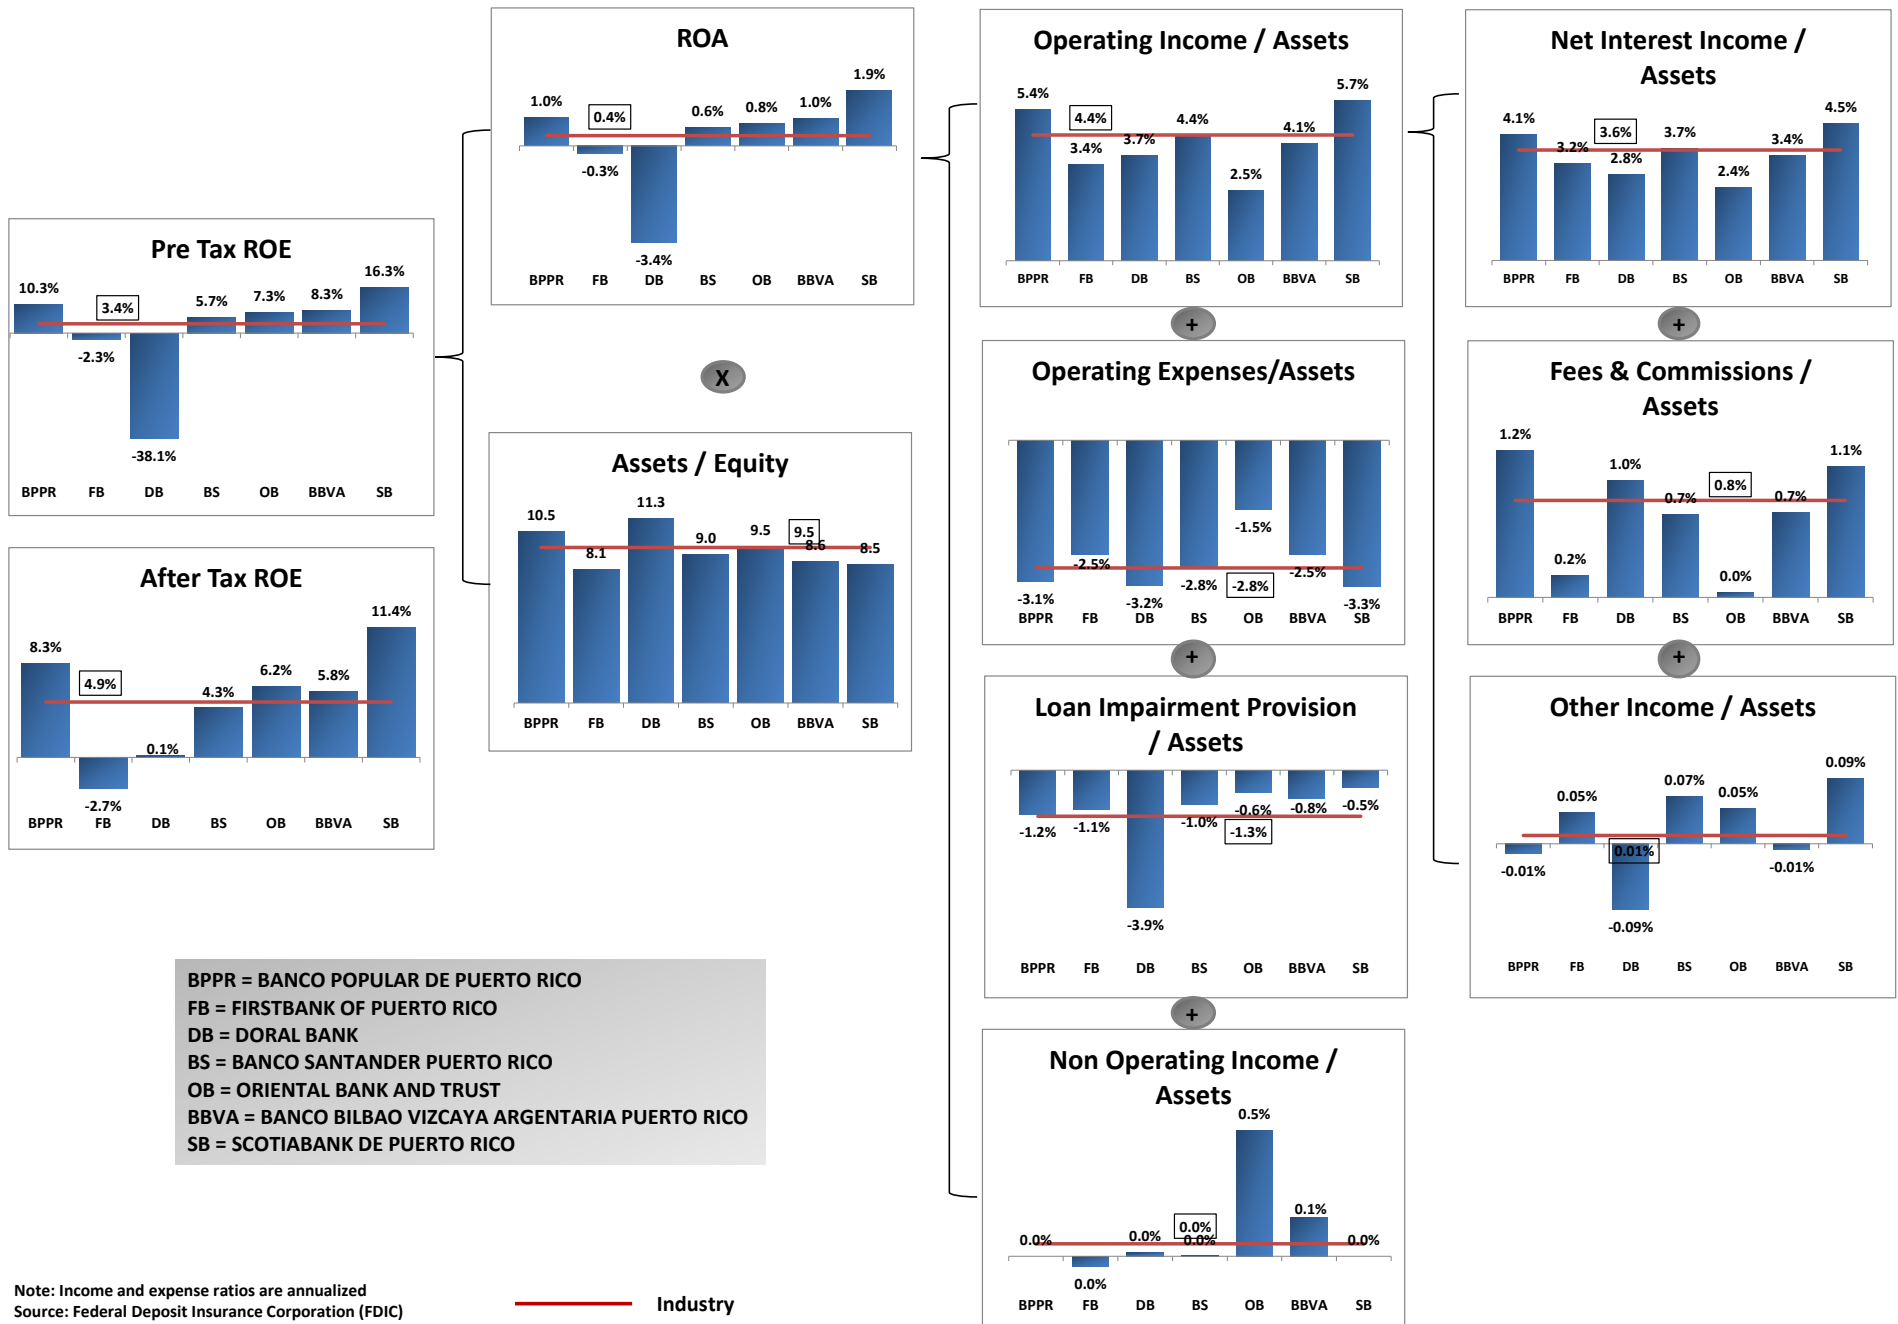 Pre Tax ROE
10.3%
-2.3%
3.4%
-38.1%
5.7%
7.3%
8.3%
16.3%
BPPR FB DB BS OB BBVA SB
After Tax ROE
8.3%
-2.7%
4.9%
0.1%
4.3%
6.2%
5.8%
11.4%
BPPR FB DB BS OB BBVA SB
ROA
1.0%
-0.3%
0.4%
-3.4%
0.6%
0.8%
1.0%
1.9%
BPPR FB DB BS OB BBVA SB
X
Assets / Equity
10.5
8.1
11.3
9.0
9.5
9.5
8.6
8.5
BPPR FB DB BS OB BBVA SB
Operating Income / Assets
5.4%
4.4%
3.4%
3.7%
4.4%
2.5%
4.1%
5.7%
BPPR FB DB BS OB BBVA SB
+
Operating Expenses/Assets
-3.1%
-2.5%
-3.2%
-2.8%
-1.5%
-2.8%
-2.5%
-3.3%
BPPR FB DB BS OB BBVA SB
+
Loan Impairment Provision
/ Assets
-1.2%
-1.1%
-3.9%
-1.0%
-0.6%
-1.3%
-0.8%
-0.5%
BPPR FB DB BS OB BBVA SB
+
Non Operating Income /
Assets
0.0%
0.0%
0.0%
0.0%
0.0%
0.5%
0.1%
0.0%
BPPR FB DB BS OB BBVA SB
Net Interest Income /
Assets
4.1%
3.2%
3.6%
2.8%
3.7%
2.4%
3.4%
4.5%
BPPR FB DB BS OB BBVA SB
+
Fees & Commissions /
Assets
1.2%
0.2%
1.0%
0.7%
0.8%
0.0%
0.7%
1.1%
BPPR FB DB BS OB BBVA SB
+
Other Income / Assets
-0.01%
0.05%
0.01%
-0.09%
0.07%
0.05%
-0.01%
0.09%
BPPR FB DB BS OB BBVA SB
BPPR = BANCO POPULAR DE PUERTO RICO
FB = FIRSTBANK OF PUERTO RICO
DB = DORAL BANK
BS = BANCO SANTANDER PUERTO RICO
OB = ORIENTAL BANK AND TRUST
BBVA = BANCO BILBAO VIZCAYA ARGENTARIA PUERTO RICO
SB = SCOTIABANK DE PUERTO RICO
Note: Income and expense ratios are annualized
Source: Federal Deposit Insurance Corporation (FDIC)
Industry